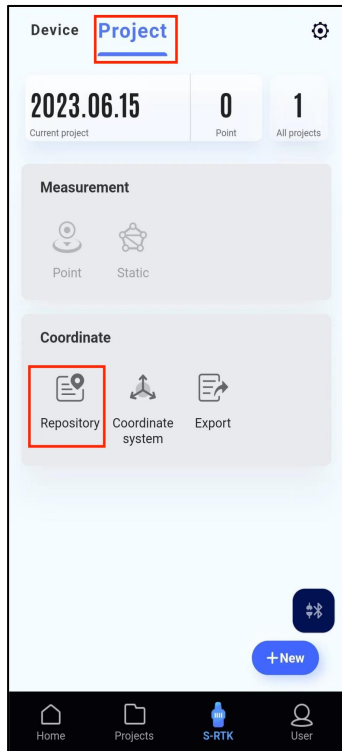 Device Project
2023.06.15 0 1
Current project Point All projects
Measurement
Point Static
Coordinate
Repository Coordinate system Export
+New
Home Projects S-RTK User